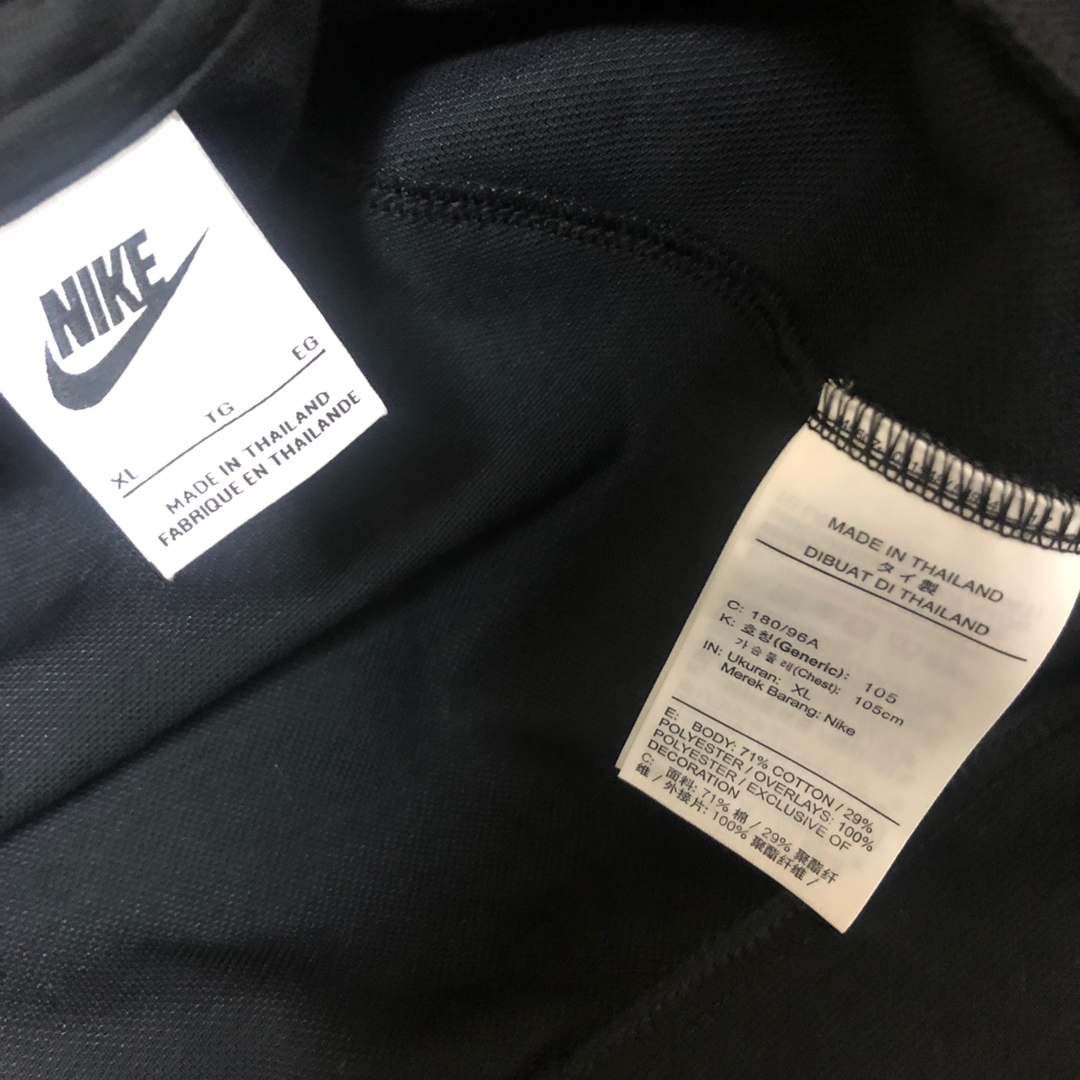 NIKE
XL TG EG
MADE IN THAILAND
FABRIQUE EN THAILANDE
MADE IN THAILAND
タイ製
DIBUAT DI THAILAND
C: 180/96A
K: 호칭(Generic): 105
가슴둘레(Chest): 105cm
IN: Ukuran: XL
Merek Barang: Nike
E: BODY: 71% COTTON / 29%
POLYESTER / OVERLAYS: 100%
POLYESTER / EXCLUSIVE OF
DECORATION
C: 面料: 71% 棉 / 29% 聚酯纤
维 / 外接片: 100% 聚酯纤维 /